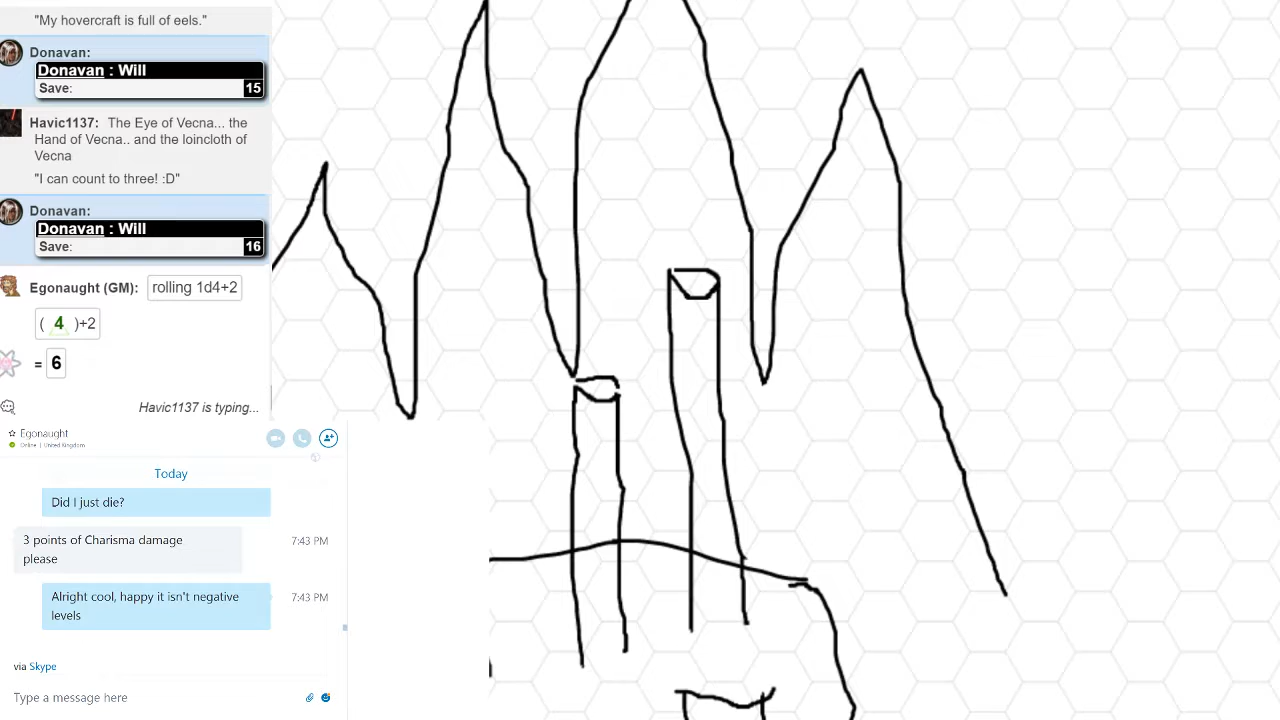 "My hovercraft is full of eels."
Donavan:
Donavan : Will
Save: 15
Havic1137: The Eye of Vecna... the
Hand of Vecna.. and the loincloth of
Vecna
"I can count to three! :D"
Donavan:
Donavan : Will
Save: 16
Egonaught (GM): rolling 1d4+2
( 4 )+2
= 6
Havic1137 is typing...
Egonaught
Online | United Kingdom
Today
Did I just die?
3 points of Charisma damage 7:43 PM
please
Alright cool, happy it isn't negative 7:43 PM
levels
via Skype
Type a message here